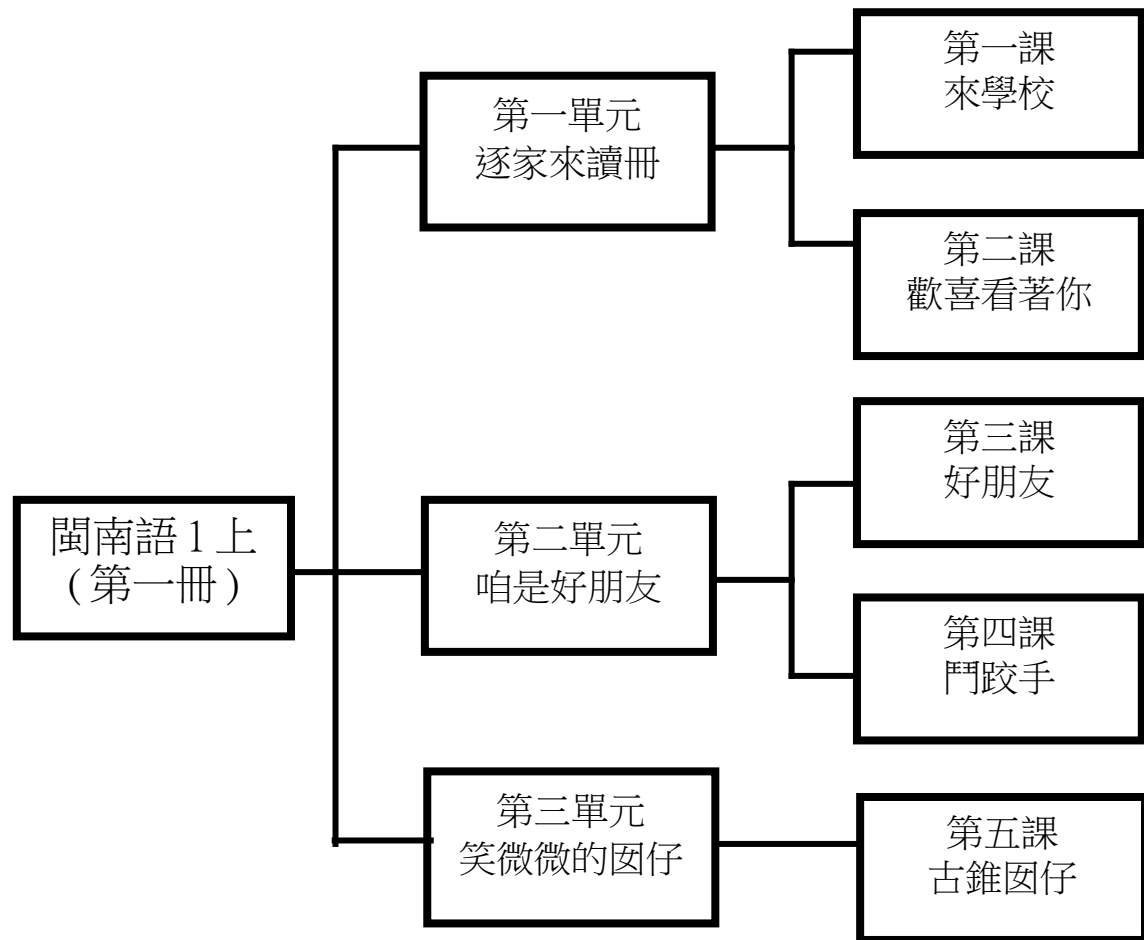 閩南語 1 上
(第一冊)
第一單元
逐家來讀冊
第一課
來學校
第二課
歡喜看著你
第二單元
咱是好朋友
第三課
好朋友
第四課
鬥跤手
第三單元
笑微微的囡仔
第五課
古錐囡仔